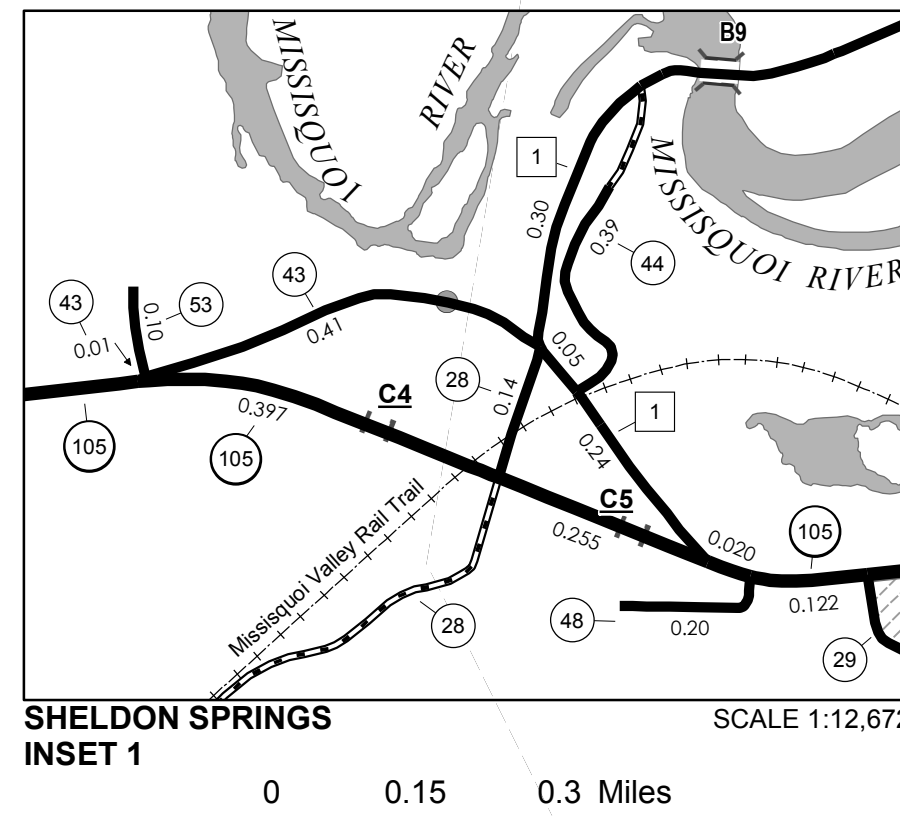 B9
MISSISQUOI
RIVER
1
0.30
MISSISQUOI RIVER
0.39
44
43
43
53
0.10
0.41
0.01
0.05
28
0.14
C4
1
0.397
105
105
0.24
C5
Missisquoi Valley Rail Trail
0.255
0.020
105
0.122
48
0.20
28
29
SHELDON SPRINGS
INSET 1
SCALE 1:12,672
0 0.15 0.3 Miles